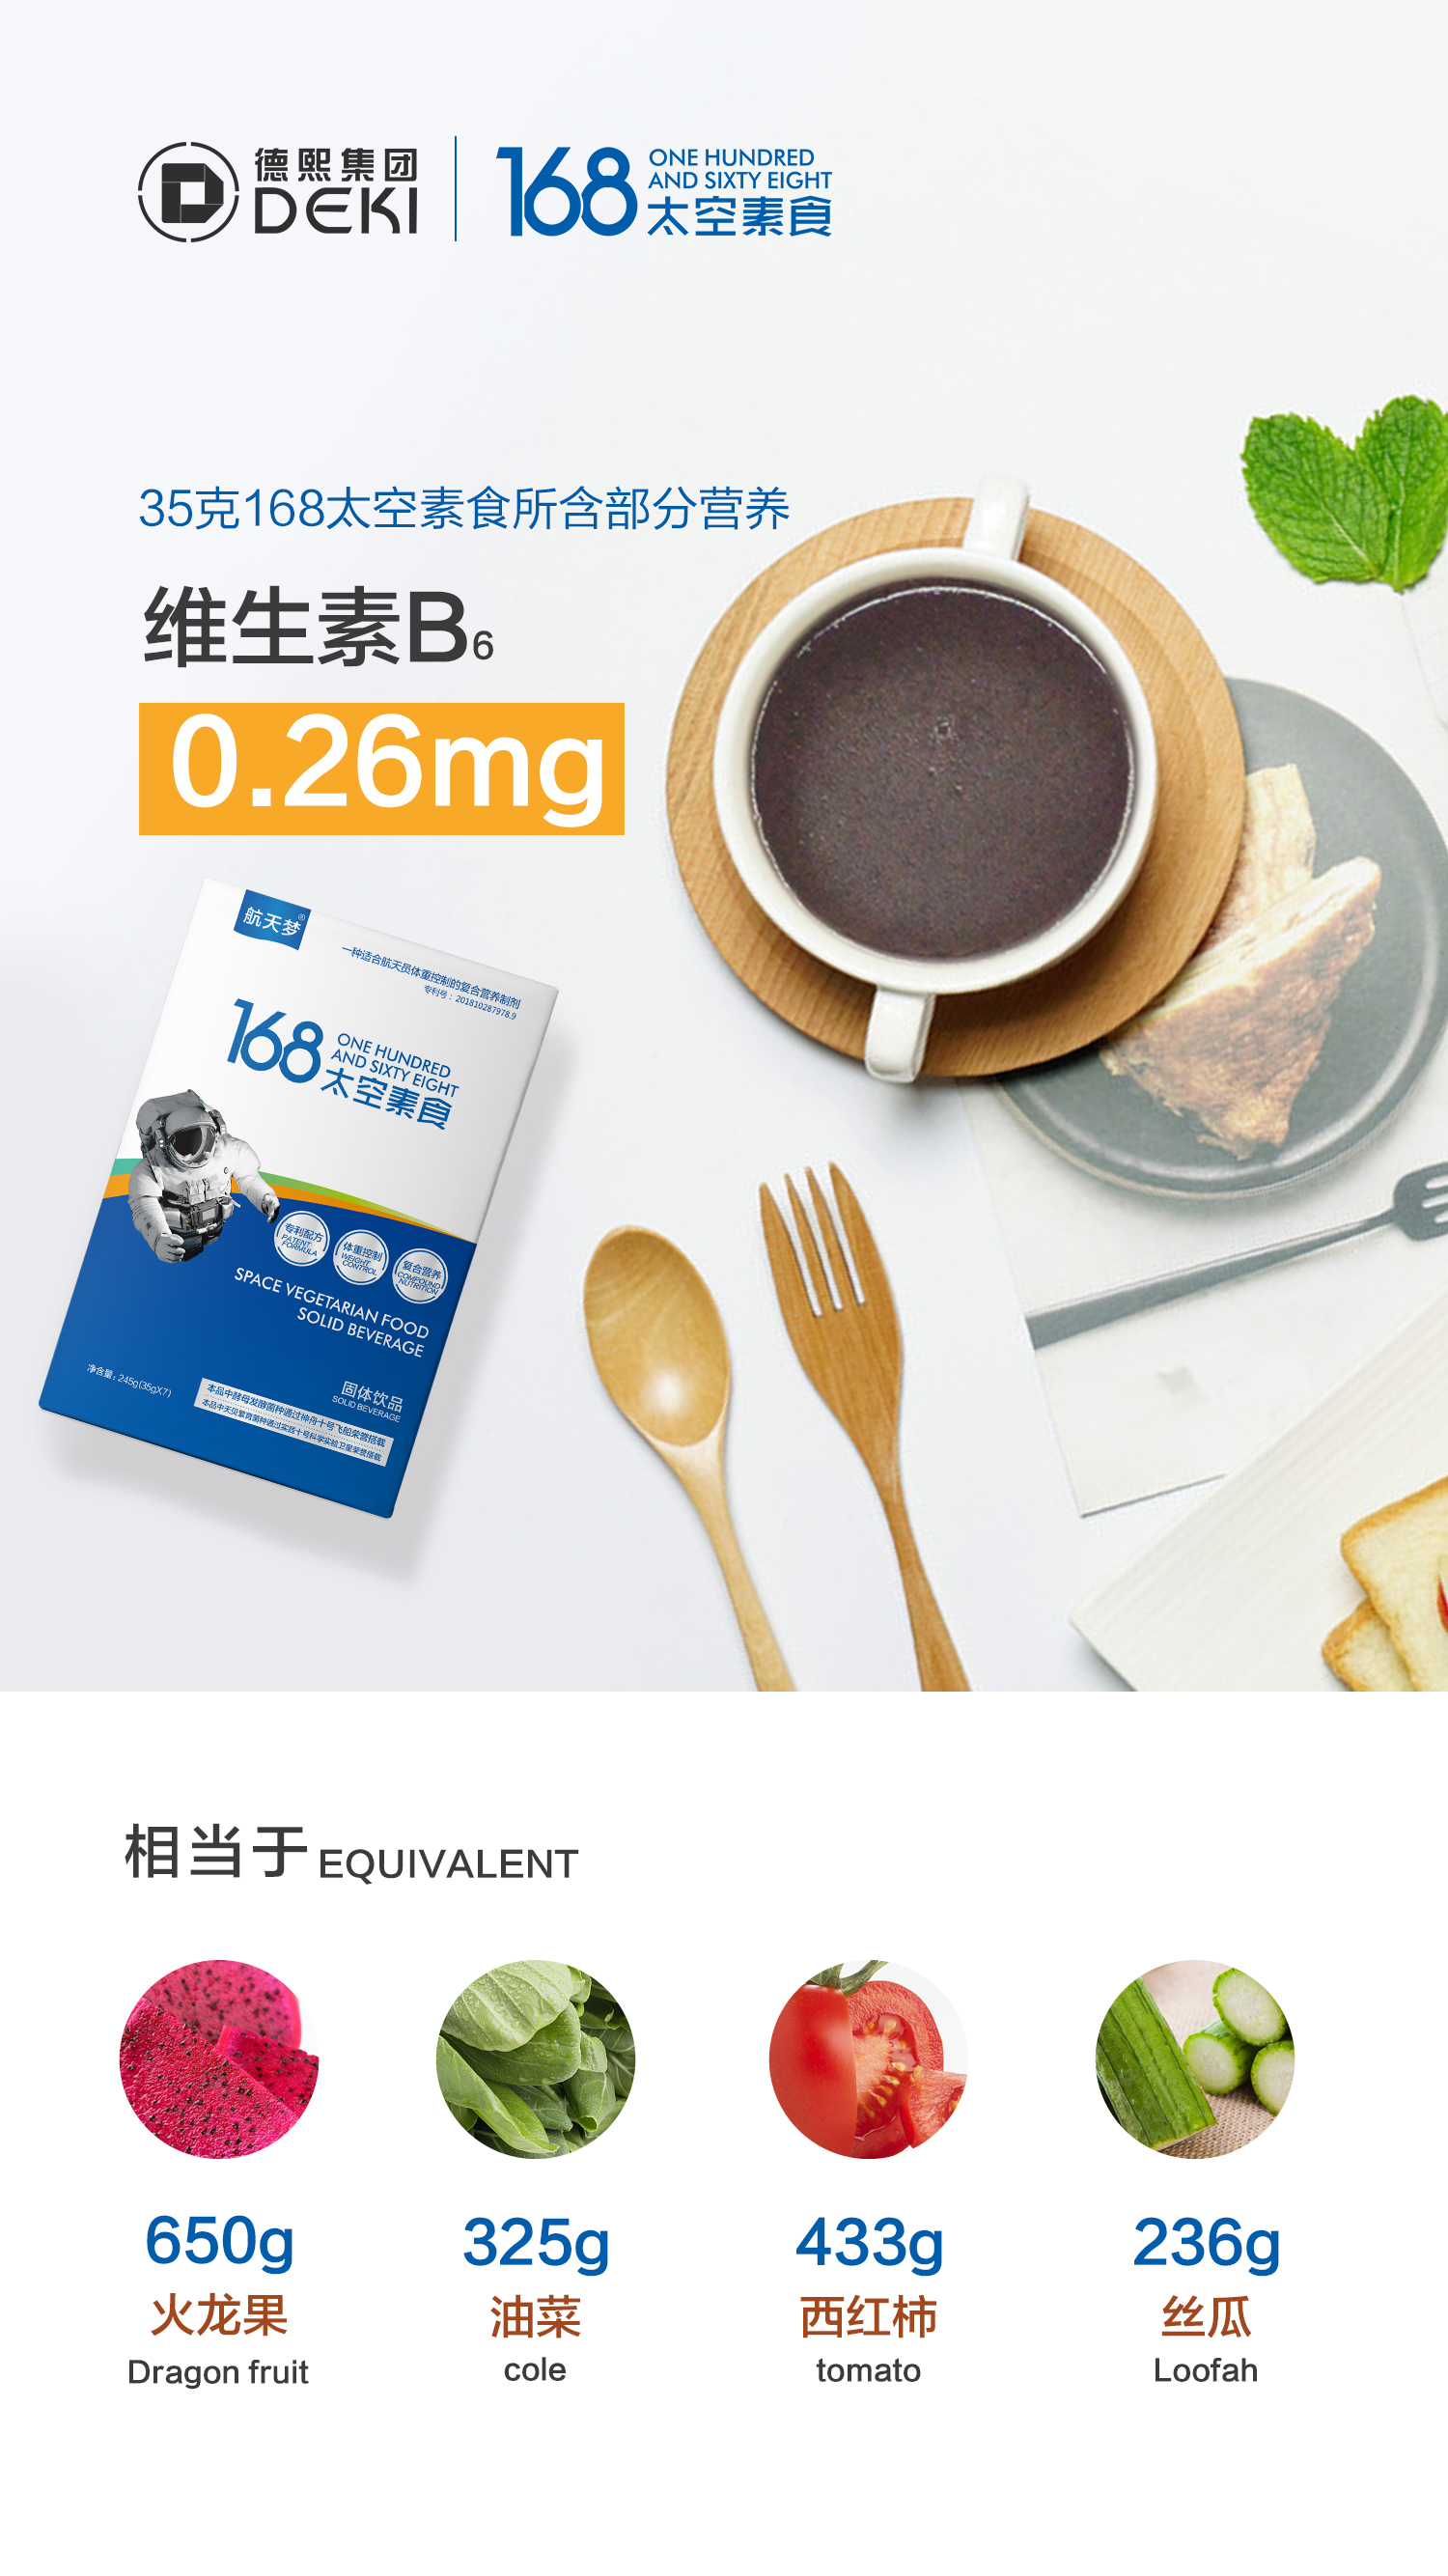 德熙集团
DEKI
168
ONE HUNDRED
AND SIXTY EIGHT
太空素食
35克168太空素食所含部分营养
维生素B6
0.26mg
航天梦®
一种适合航天员体重控制的复合营养制剂
专利号：201810287978.9
168
ONE HUNDRED
AND SIXTY EIGHT
太空素食
专利配方
PATENT
FORMULA
体重控制
WEIGHT
CONTROL
复合营养
COMPOUND
NUTRITION
SPACE VEGETARIAN FOOD
SOLID BEVERAGE
固体饮品
SOLID BEVERAGE
净含量：245g(35gX7)
本品中酵母发酵菌种通过神舟十号飞船荣誉搭载
本品中天贝繁育菌种通过实践十号科学实验卫星荣誉搭载
相当于 EQUIVALENT
650g
火龙果
Dragon fruit
325g
油菜
cole
433g
西红柿
tomato
236g
丝瓜
Loofah